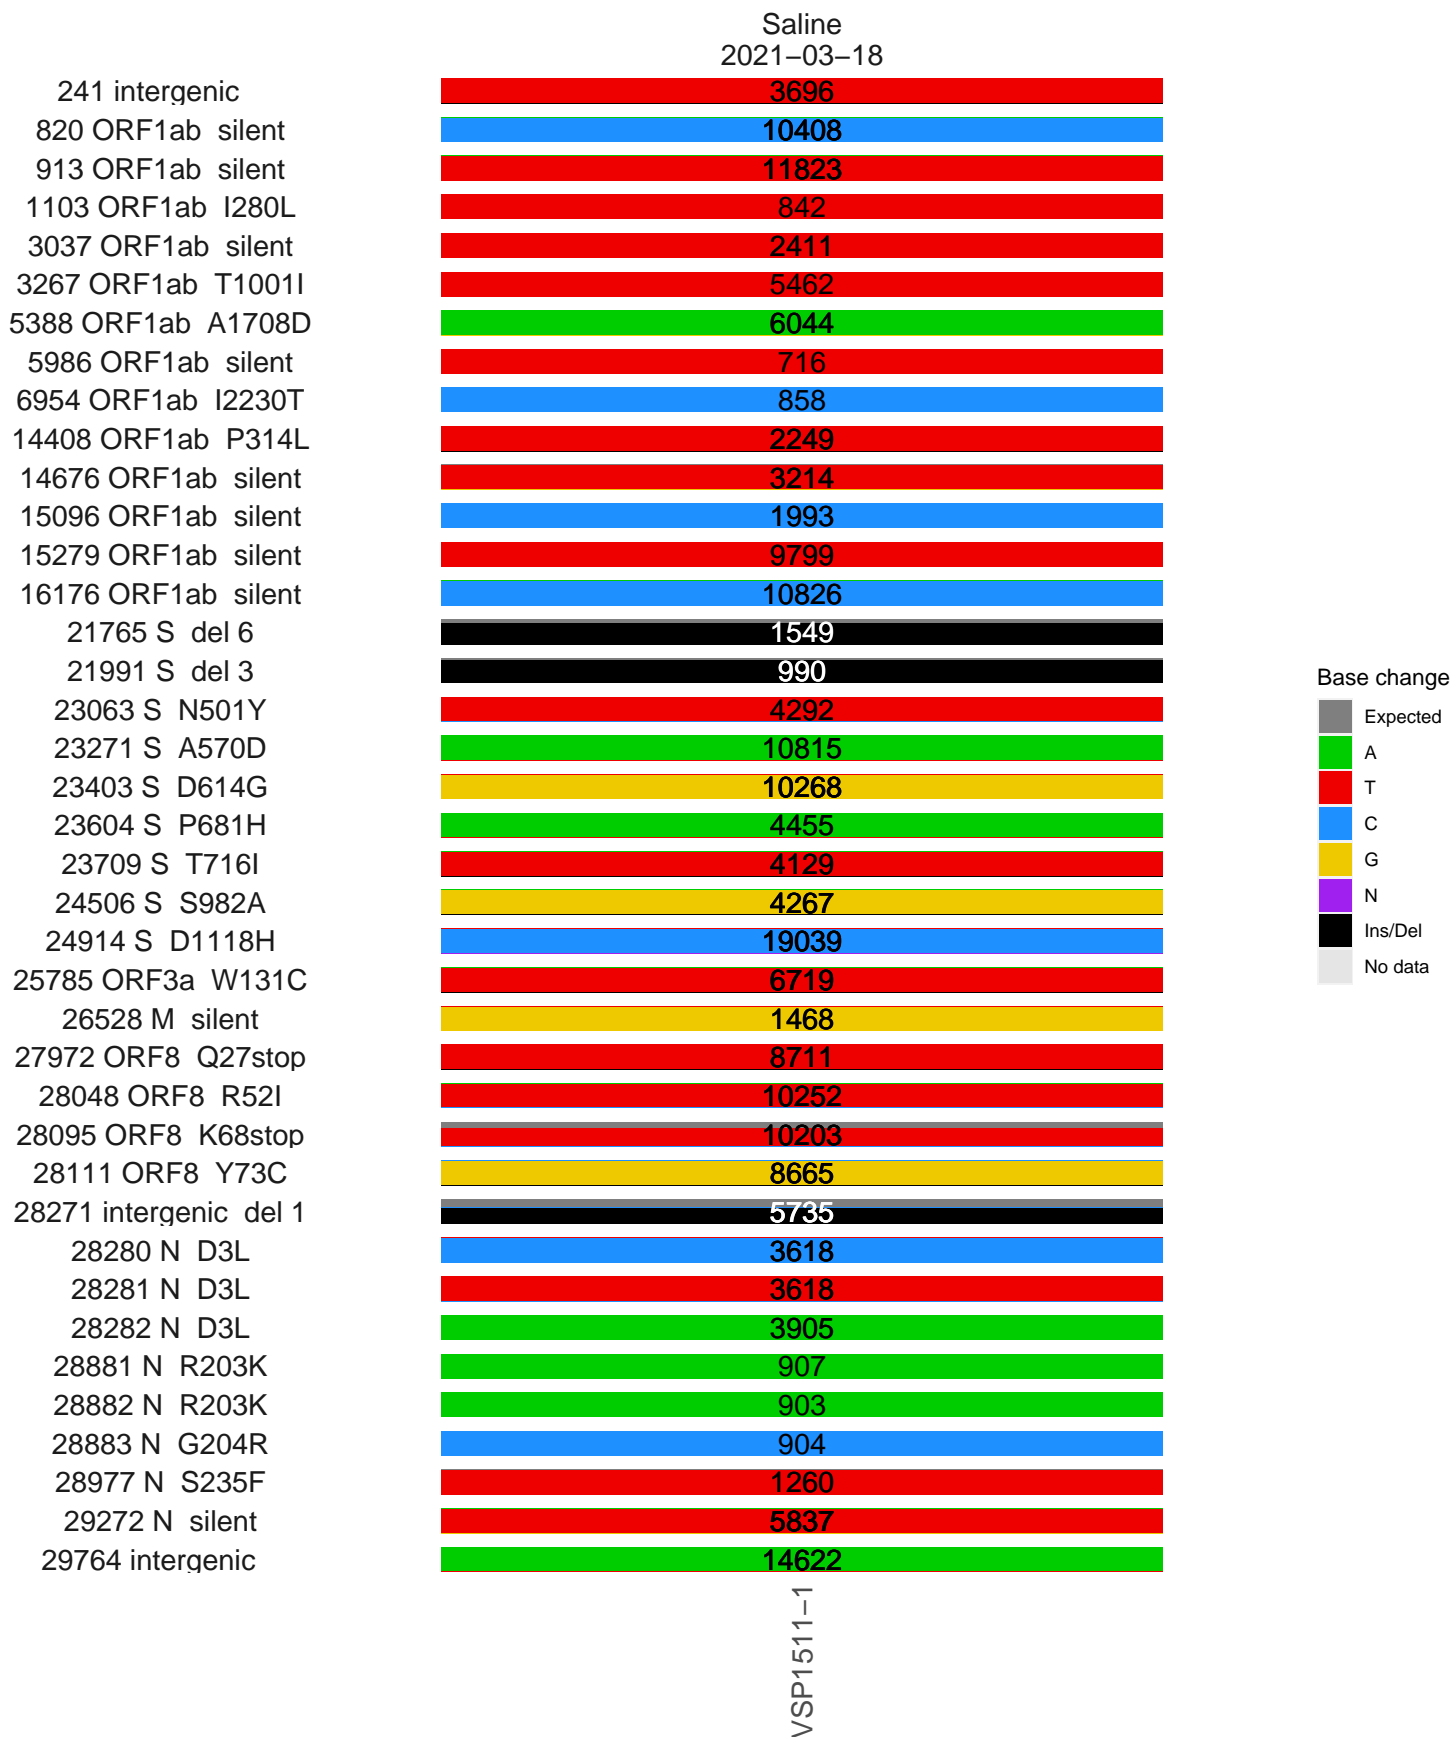 Saline
2021−03−18
241 intergenic 3696
820 ORF1ab silent 10408
913 ORF1ab silent 11823
1103 ORF1ab I280L 842
3037 ORF1ab silent 2411
3267 ORF1ab T1001I 5462
5388 ORF1ab A1708D 6044
5986 ORF1ab silent 716
6954 ORF1ab I2230T 858
14408 ORF1ab P314L 2249
14676 ORF1ab silent 3214
15096 ORF1ab silent 1993
15279 ORF1ab silent 9799
16176 ORF1ab silent 10826
21765 S del 6 1549
21991 S del 3 990
23063 S N501Y 4292
23271 S A570D 10815
23403 S D614G 10268
23604 S P681H 4455
23709 S T716I 4129
24506 S S982A 4267
24914 S D1118H 19039
25785 ORF3a W131C 6719
26528 M silent 1468
27972 ORF8 Q27stop 8711
28048 ORF8 R52I 10252
28095 ORF8 K68stop 10203
28111 ORF8 Y73C 8665
28271 intergenic del 1 5735
28280 N D3L 3618
28281 N D3L 3618
28282 N D3L 3905
28881 N R203K 907
28882 N R203K 903
28883 N G204R 904
28977 N S235F 1260
29272 N silent 5837
29764 intergenic 14622
VSP1511−1
Base change
Expected
A
T
C
G
N
Ins/Del
No data